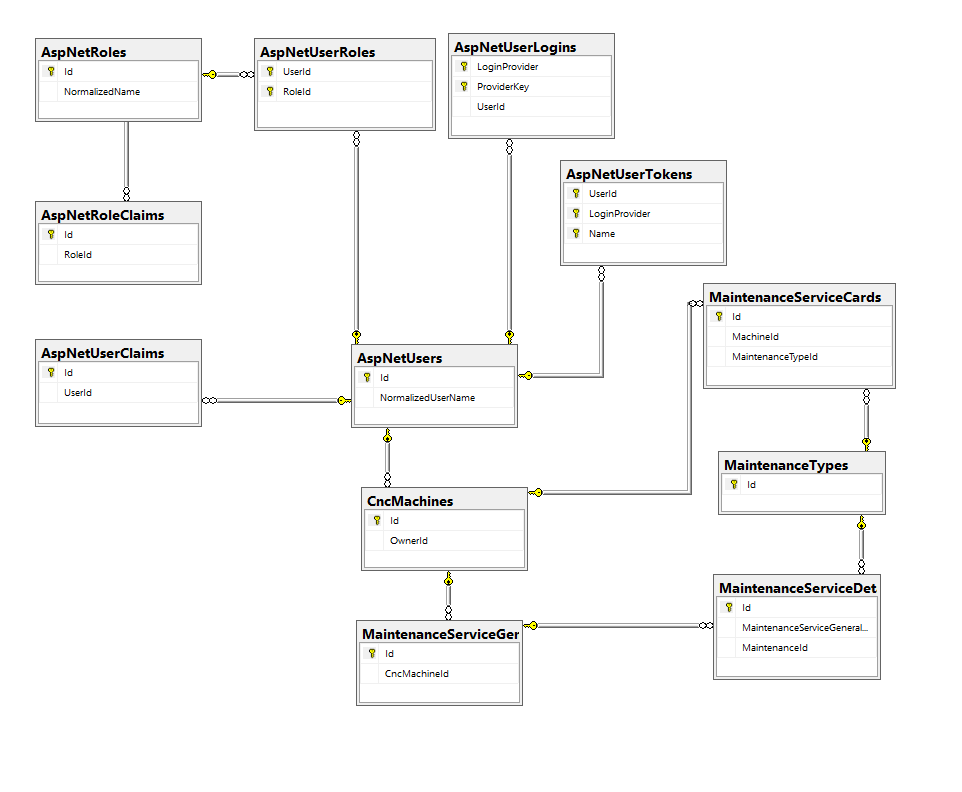 AspNetRoles
Id
NormalizedName
AspNetUserRoles
UserId
RoleId
AspNetUserLogins
LoginProvider
ProviderKey
UserId
AspNetUserTokens
UserId
LoginProvider
Name
AspNetRoleClaims
Id
RoleId
MaintenanceServiceCards
Id
MachineId
MaintenanceTypeId
AspNetUserClaims
Id
UserId
AspNetUsers
Id
NormalizedUserName
MaintenanceTypes
Id
CncMachines
Id
OwnerId
MaintenanceServiceDet
Id
MaintenanceServiceGeneral...
MaintenanceId
MaintenanceServiceGer
Id
CncMachineId